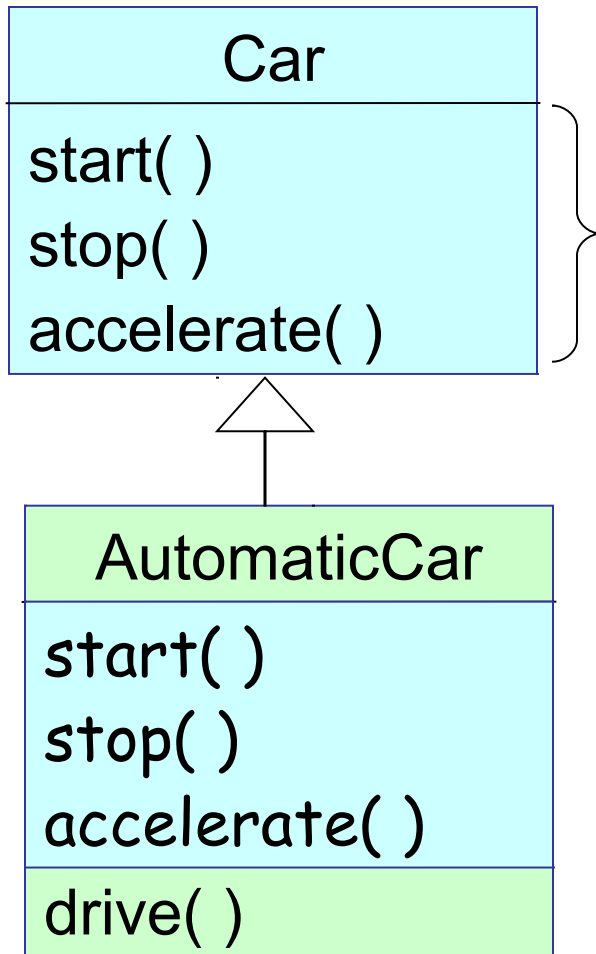 Car
start( )
stop( )
accelerate( )
AutomaticCar
start( )
stop( )
accelerate( )
drive( )